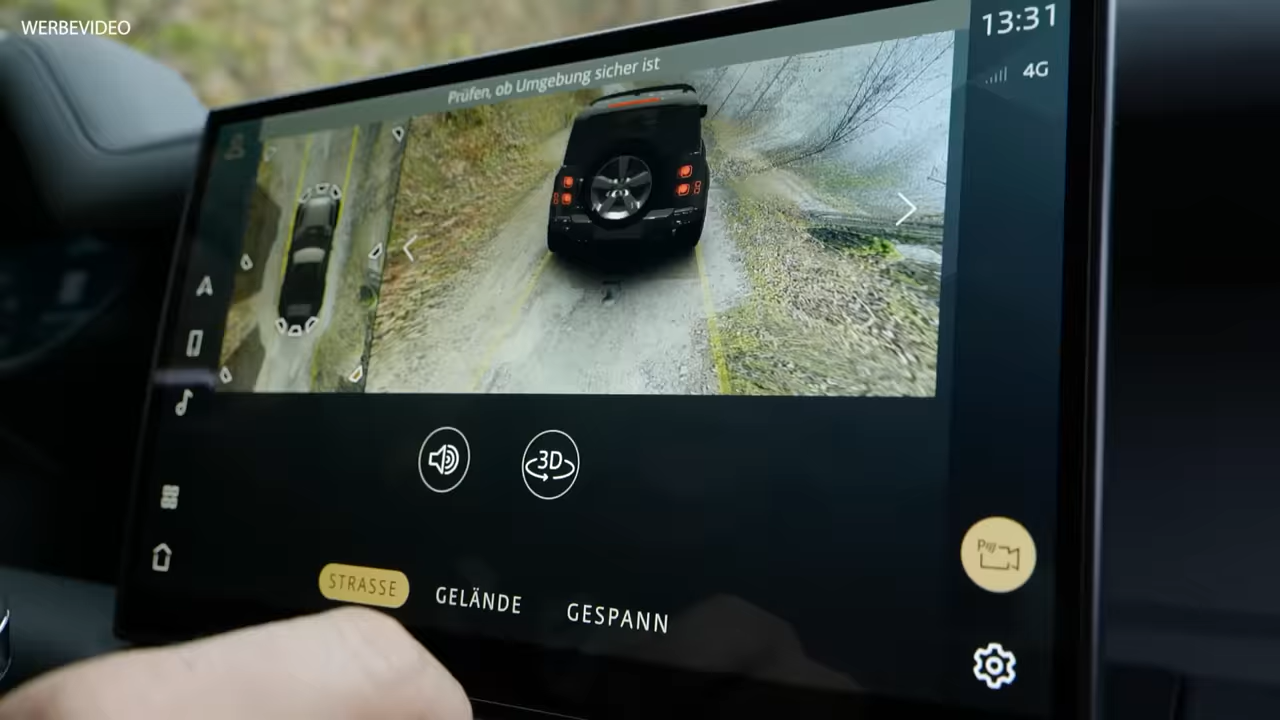 WERBEVIDEO
13:31
4G
Prüfen, ob Umgebung sicher ist
3D
STRASSE
GELÄNDE
GESPANN
P